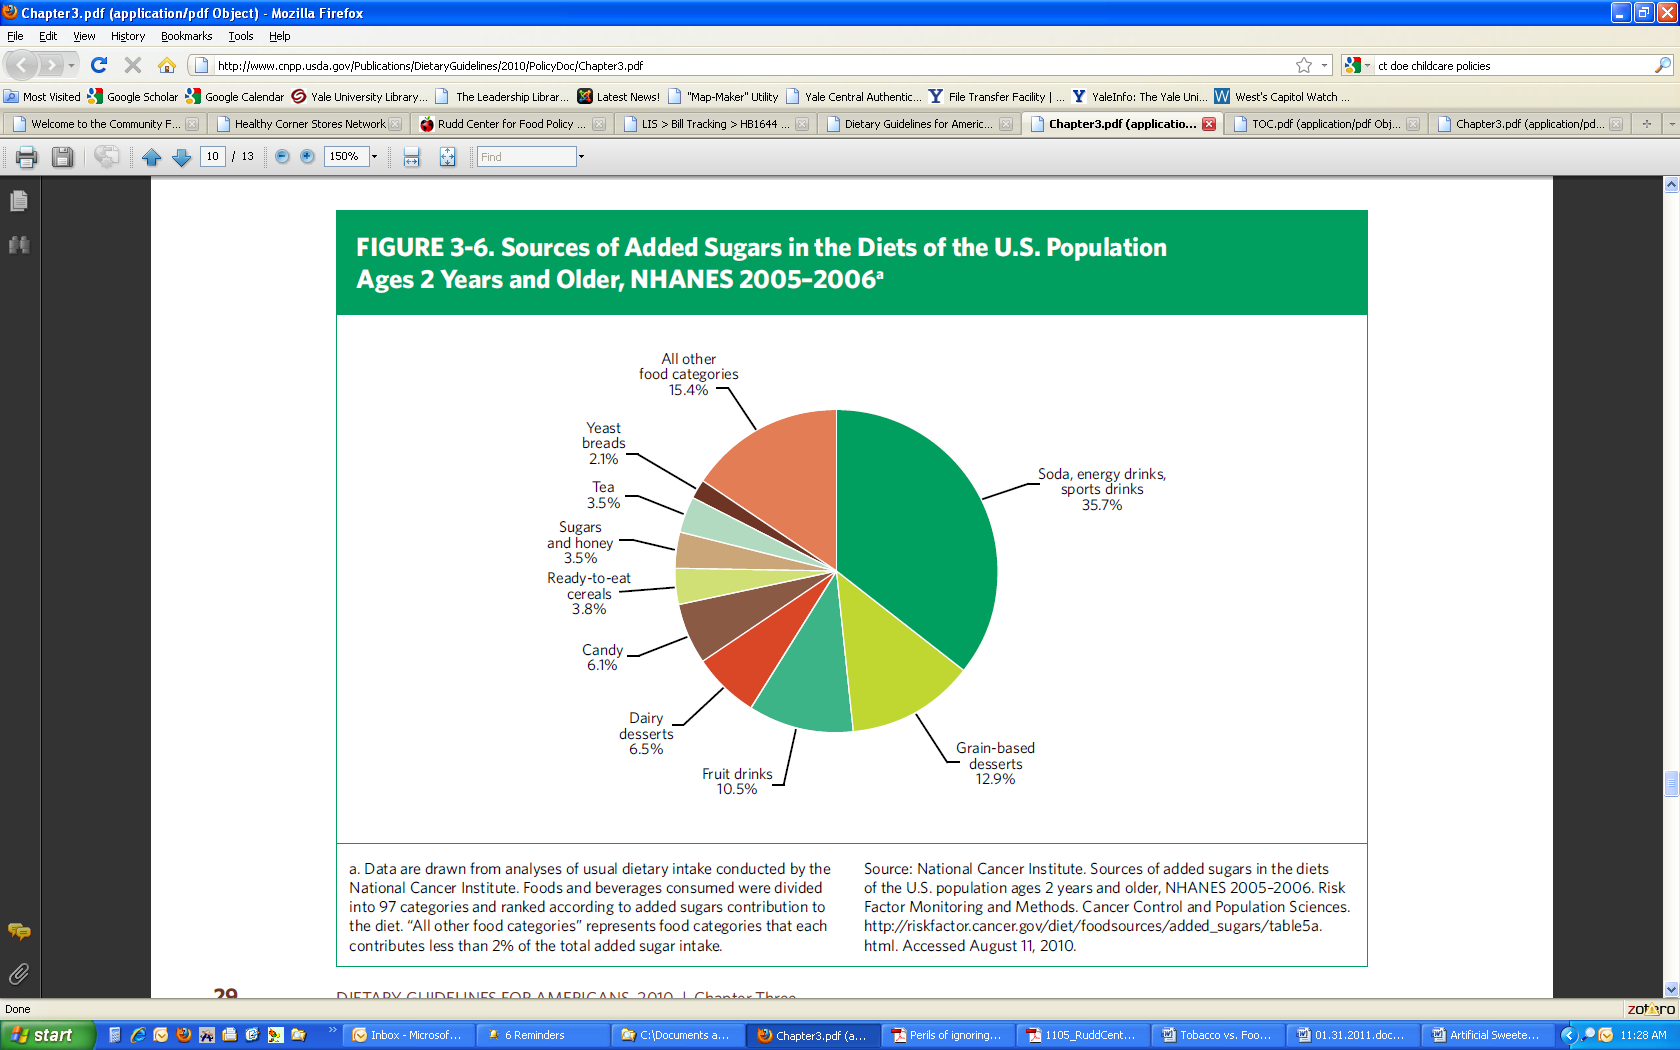 Chapter3.pdf (application/pdf Object) - Mozilla Firefox
File Edit View History Bookmarks Tools Help
http://www.cnpp.usda.gov/Publications/DietaryGuidelines/2010/PolicyDoc/Chapter3.pdf
ct doe childcare policies
Most Visited Google Scholar Google Calendar Yale University Library... The Leadership Librar... Latest News! "Map-Maker" Utility Yale Central Authentic... File Transfer Facility | ... YaleInfo: The Yale Uni... West's Capitol Watch ...
Welcome to the Community F... Healthy Corner Stores Network Rudd Center for Food Policy ... LIS > Bill Tracking > HB1644 ... Dietary Guidelines for Americ... Chapter3.pdf (applicatio... TOC.pdf (application/pdf Obj... Chapter3.pdf (application/pd...
10 / 13 150% Find
FIGURE 3-6. Sources of Added Sugars in the Diets of the U.S. Population
Ages 2 Years and Older, NHANES 2005–2006a
All other
food categories
15.4%
Yeast
breads
2.1%
Tea
3.5%
Sugars
and honey
3.5%
Ready-to-eat
cereals
3.8%
Candy
6.1%
Dairy
desserts
6.5%
Fruit drinks
10.5%
Soda, energy drinks,
sports drinks
35.7%
Grain-based
desserts
12.9%
a. Data are drawn from analyses of usual dietary intake conducted by the
National Cancer Institute. Foods and beverages consumed were divided
into 97 categories and ranked according to added sugars contribution to
the diet. “All other food categories” represents food categories that each
contributes less than 2% of the total added sugar intake.
Source: National Cancer Institute. Sources of added sugars in the diets
of the U.S. population ages 2 years and older, NHANES 2005–2006. Risk
Factor Monitoring and Methods. Cancer Control and Population Sciences.
http://riskfactor.cancer.gov/diet/foodsources/added_sugars/table5a.
html. Accessed August 11, 2010.
29 DIETARY GUIDELINES FOR AMERICANS, 2010 | Chapter Three
Done
zotero
start Inbox - Microsof... 6 Reminders C:\Documents a... Chapter3.pdf (a... Perils of ignoring... 1105_RuddCent... Tobacco vs. Foo... 01.31.2011.doc... Artificial Sweete... 11:28 AM